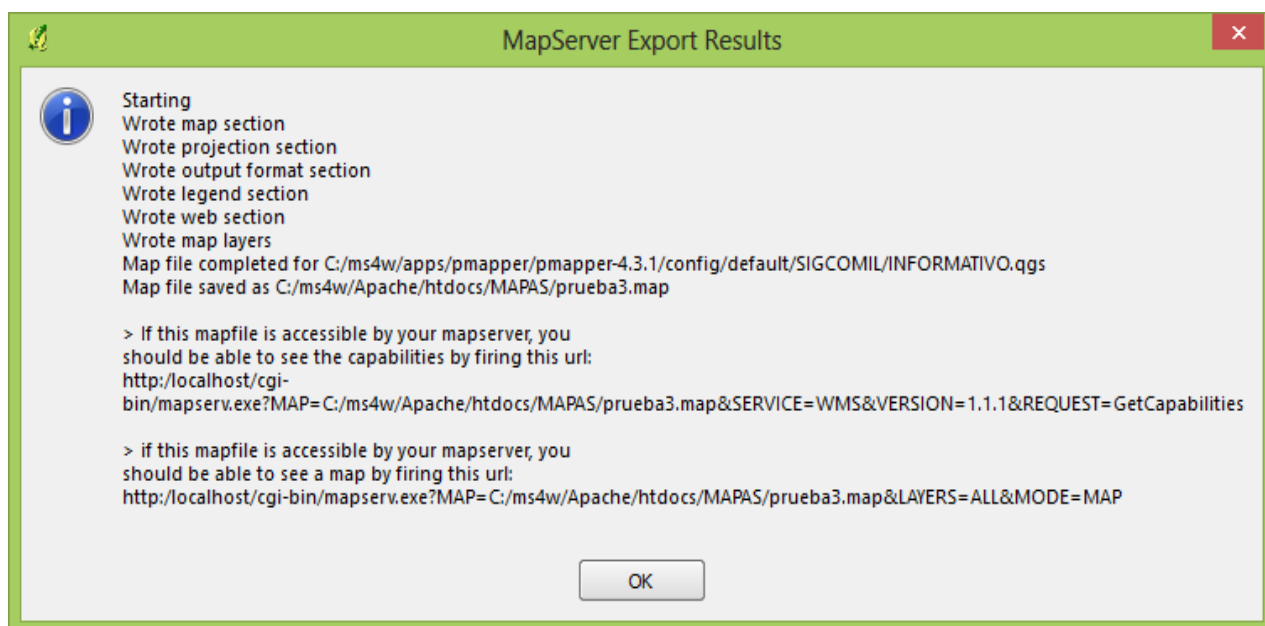 MapServer Export Results
Starting
Wrote map section
Wrote projection section
Wrote output format section
Wrote legend section
Wrote web section
Wrote map layers
Map file completed for C:/ms4w/apps/pmapper/pmapper-4.3.1/config/default/SIGCOMIL/INFORMATIVO.qgs
Map file saved as C:/ms4w/Apache/htdocs/MAPAS/prueba3.map
> If this mapfile is accessible by your mapserver, you
should be able to see the capabilities by firing this url:
http:/localhost/cgi-
bin/mapserv.exe?MAP=C:/ms4w/Apache/htdocs/MAPAS/prueba3.map&SERVICE=WMS&VERSION=1.1.1&REQUEST=GetCapabilities
> if this mapfile is accessible by your mapserver, you
should be able to see a map by firing this url:
http:/localhost/cgi-bin/mapserv.exe?MAP=C:/ms4w/Apache/htdocs/MAPAS/prueba3.map&LAYERS=ALL&MODE=MAP
OK